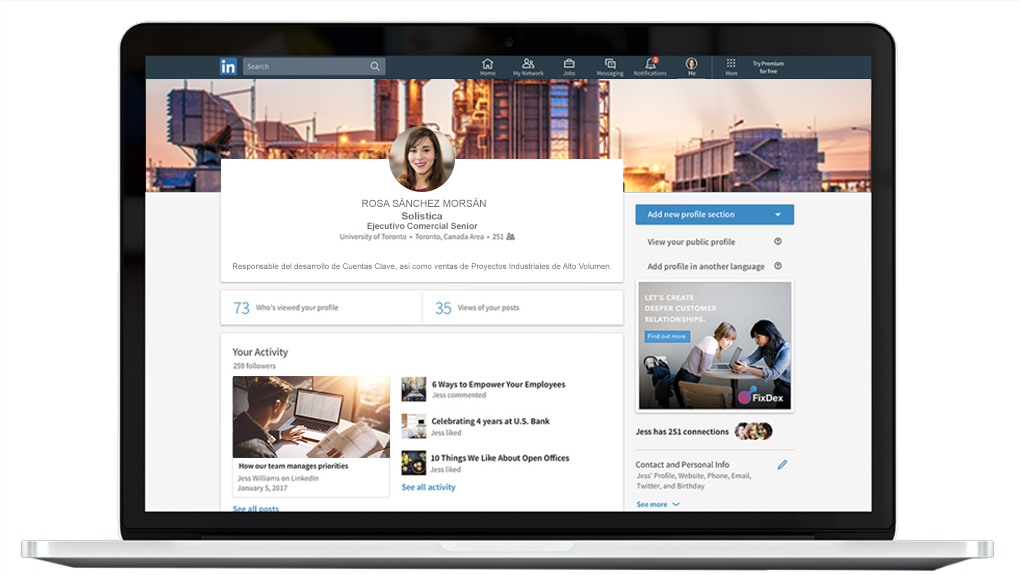 in Search
Home
My Network
Jobs
Messaging
Notifications
Me
More
Try Premium
for free
ROSA SÁNCHEZ MORSÁN
Solistica
Ejecutivo Comercial Senior
University of Toronto • Toronto, Canada Area • 251
Responsable del desarrollo de Cuentas Clave, así como ventas de Proyectos Industriales de Alto Volumen.
73 Who's viewed your profile
35 Views of your posts
Your Activity
259 followers
How our team manages priorities
Jess Williams on LinkedIn
January 5, 2017
See all posts
6 Ways to Empower Your Employees
Jess commented
Celebrating 4 years at U.S. Bank
Jess liked
10 Things We Like About Open Offices
Jess liked
See all activity
Add new profile section
View your public profile
Add profile in another language
LET'S CREATE
DEEPER CUSTOMER
RELATIONSHIPS.
Find out more
FixDex
Jess has 251 connections
Contact and Personal Info
Jess' Profile, Website, Phone, Email,
Twitter, and Birthday
See more